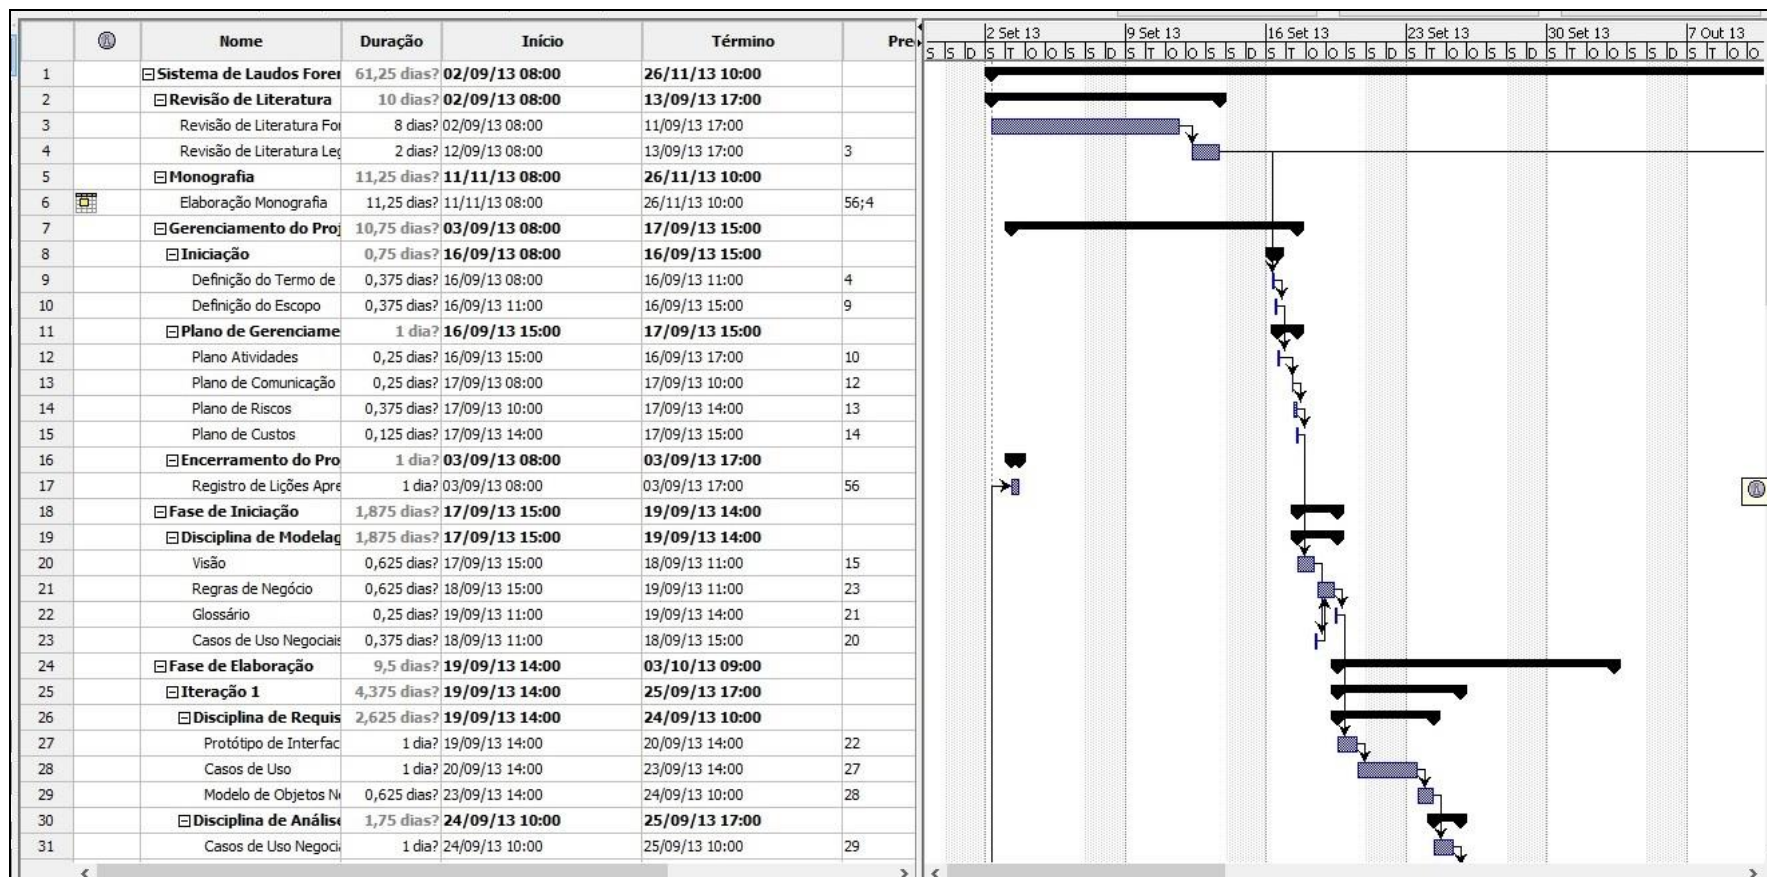 Nome Duração Início Término Pre
2 Set 13 9 Set 13 16 Set 13 23 Set 13 30 Set 13 7 Out 13
S S D S T O O S S D S T O O S S D S T O O S S D S T O O S S D S T O O S S D S T O O
1 Sistema de Laudos Forer 61,25 dias? 02/09/13 08:00 26/11/13 10:00
2 Revisão de Literatura 10 dias? 02/09/13 08:00 13/09/13 17:00
3 Revisão de Literatura For 8 dias? 02/09/13 08:00 11/09/13 17:00
4 Revisão de Literatura Leg 2 dias? 12/09/13 08:00 13/09/13 17:00 3
5 Monografia 11,25 dias? 11/11/13 08:00 26/11/13 10:00
6 Elaboração Monografia 11,25 dias? 11/11/13 08:00 26/11/13 10:00 56;4
7 Gerenciamento do Proj 10,75 dias? 03/09/13 08:00 17/09/13 15:00
8 Iniciação 0,75 dias? 16/09/13 08:00 16/09/13 15:00
9 Definição do Termo de 0,375 dias? 16/09/13 08:00 16/09/13 11:00 4
10 Definição do Escopo 0,375 dias? 16/09/13 11:00 16/09/13 15:00 9
11 Plano de Gerenciame 1 dia? 16/09/13 15:00 17/09/13 15:00
12 Plano Atividades 0,25 dias? 16/09/13 15:00 16/09/13 17:00 10
13 Plano de Comunicação 0,25 dias? 17/09/13 08:00 17/09/13 10:00 12
14 Plano de Riscos 0,375 dias? 17/09/13 10:00 17/09/13 14:00 13
15 Plano de Custos 0,125 dias? 17/09/13 14:00 17/09/13 15:00 14
16 Encerramento do Pro 1 dia? 03/09/13 08:00 03/09/13 17:00
17 Registro de Lições Apre 1 dia? 03/09/13 08:00 03/09/13 17:00 56
18 Fase de Iniciação 1,875 dias? 17/09/13 15:00 19/09/13 14:00
19 Disciplina de Modelag 1,875 dias? 17/09/13 15:00 19/09/13 14:00
20 Visão 0,625 dias? 17/09/13 15:00 18/09/13 11:00 15
21 Regras de Negócio 0,625 dias? 18/09/13 15:00 19/09/13 11:00 23
22 Glossário 0,25 dias? 19/09/13 11:00 19/09/13 14:00 21
23 Casos de Uso Negociais 0,375 dias? 18/09/13 11:00 18/09/13 15:00 20
24 Fase de Elaboração 9,5 dias? 19/09/13 14:00 03/10/13 09:00
25 Iteração 1 4,375 dias? 19/09/13 14:00 25/09/13 17:00
26 Disciplina de Requis 2,625 dias? 19/09/13 14:00 24/09/13 10:00
27 Protótipo de Interfac 1 dia? 19/09/13 14:00 20/09/13 14:00 22
28 Casos de Uso 1 dia? 20/09/13 14:00 23/09/13 14:00 27
29 Modelo de Objetos N 0,625 dias? 23/09/13 14:00 24/09/13 10:00 28
30 Disciplina de Análise 1,75 dias? 24/09/13 10:00 25/09/13 17:00
31 Casos de Uso Negoci 1 dia? 24/09/13 10:00 25/09/13 10:00 29